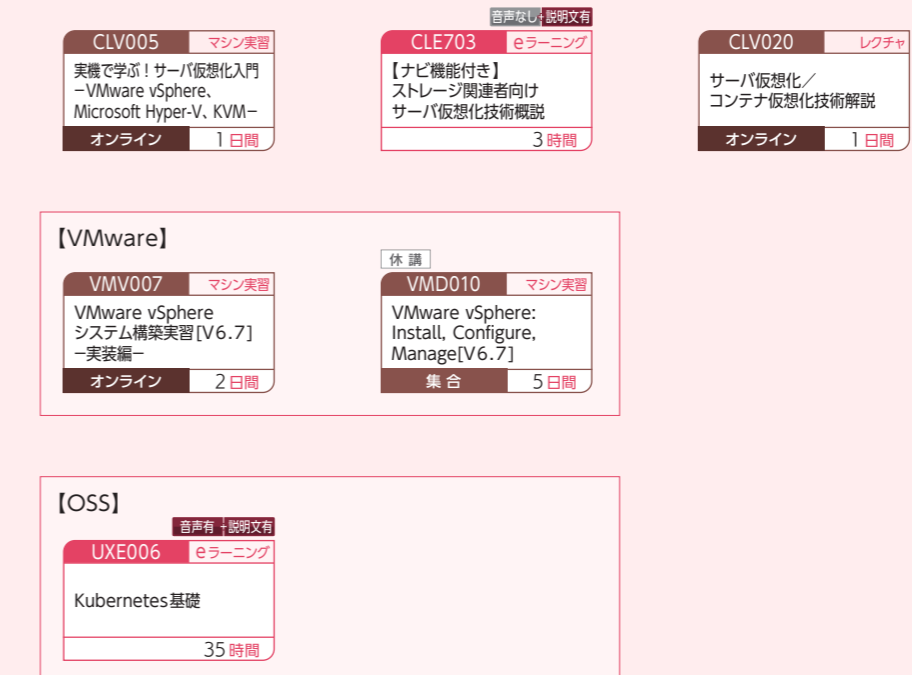 CLV005 マシン実習
実機で学ぶ！サーバ仮想化入門
－VMware vSphere、
Microsoft Hyper-V、KVM－
オンライン 1日間
音声なし+説明文有
CLE703 eラーニング
【ナビ機能付き】
ストレージ関連者向け
サーバ仮想化技術概説
3時間
CLV020 レクチャ
サーバ仮想化／
コンテナ仮想化技術解説
オンライン 1日間
【VMware】
VMV007 マシン実習
VMware vSphere
システム構築実習[V6.7]
－実装編－
オンライン 2日間
休講
VMD010 マシン実習
VMware vSphere:
Install, Configure,
Manage[V6.7]
集合 5日間
【OSS】
音声有+説明文有
UXE006 eラーニング
Kubernetes基礎
35時間